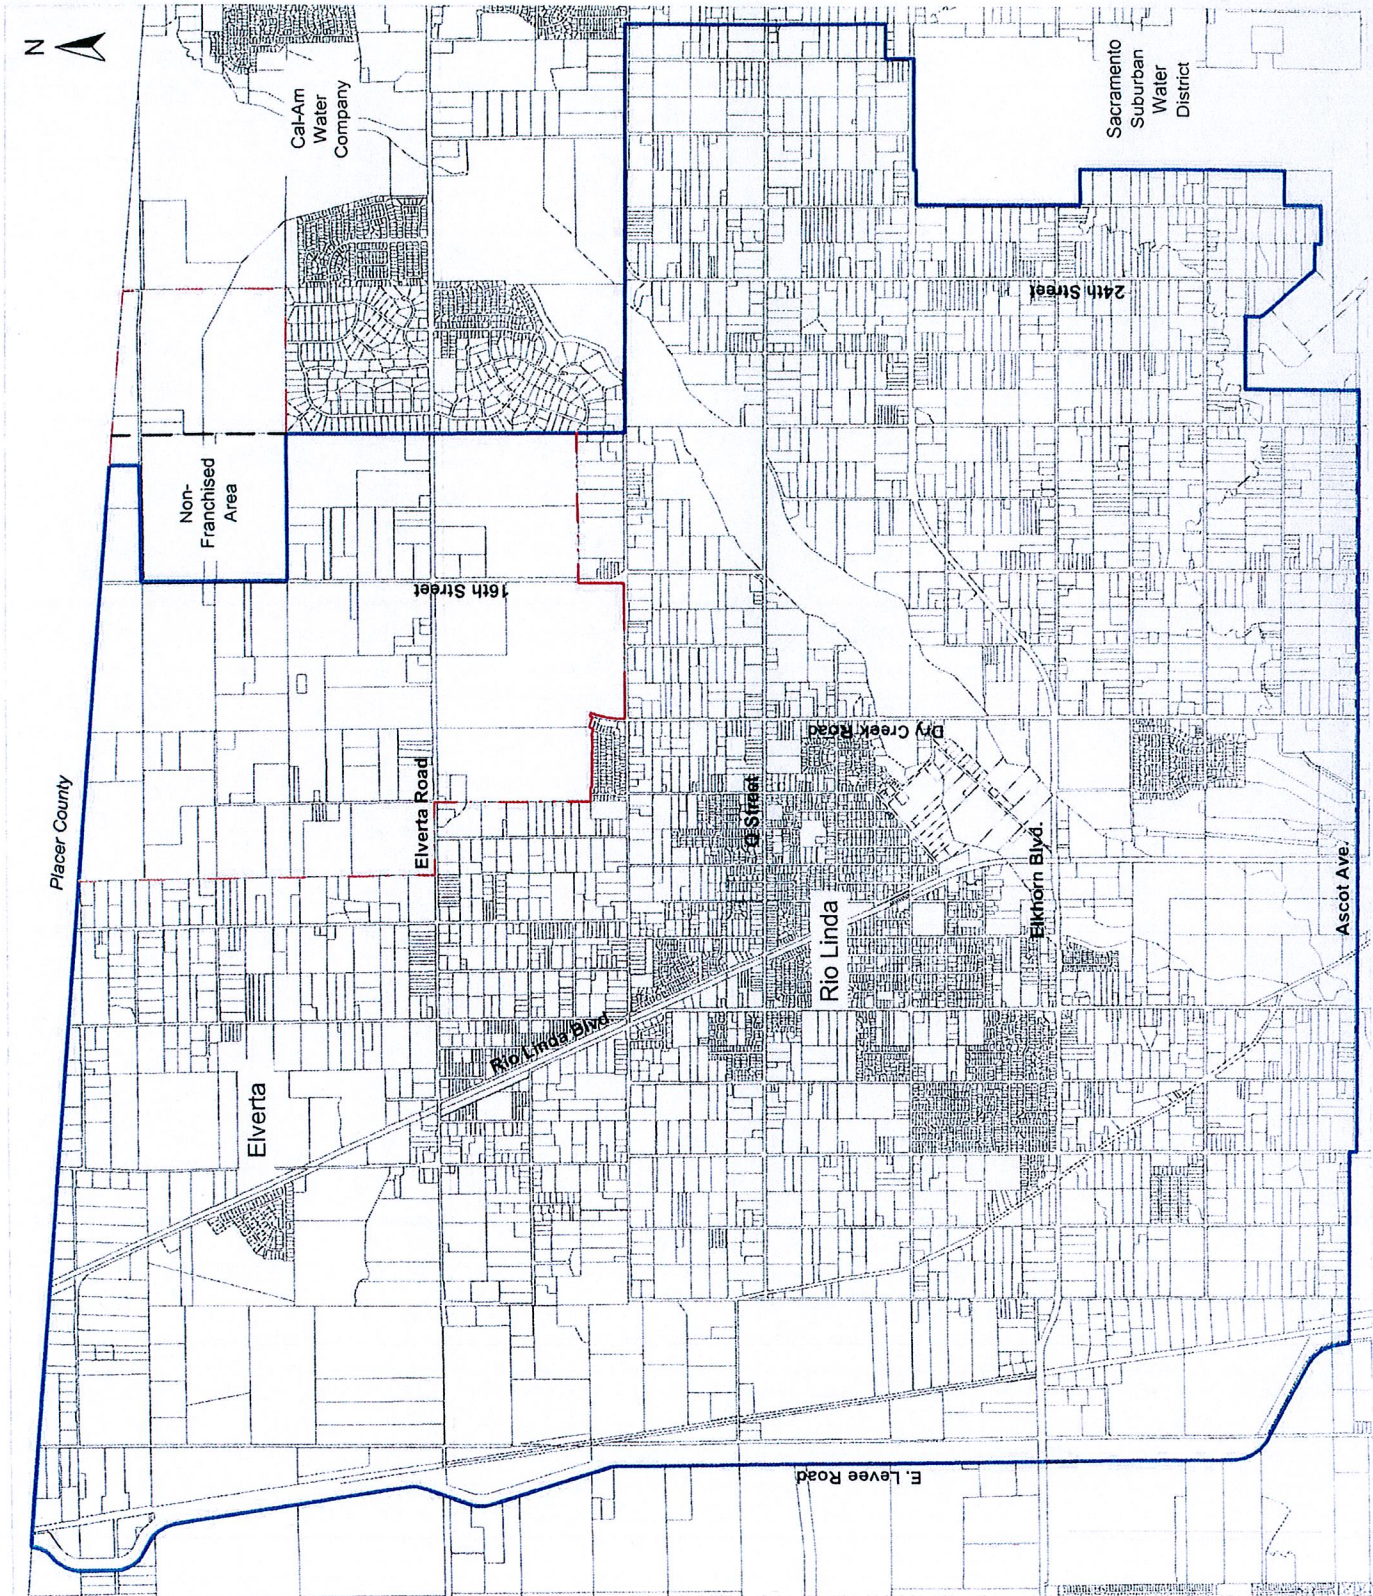 N
Placer County
Cal-Am
Water
Company
Non-
Franchised
Area
Sacramento
Suburban
Water
District
16th Street
24th Street
Elverta Road
Q Street
Dry Creek Road
Elverta
Rio Linda Blvd
Rio Linda
Elkhorn Blvd.
Ascot Ave.
E. Levee Road